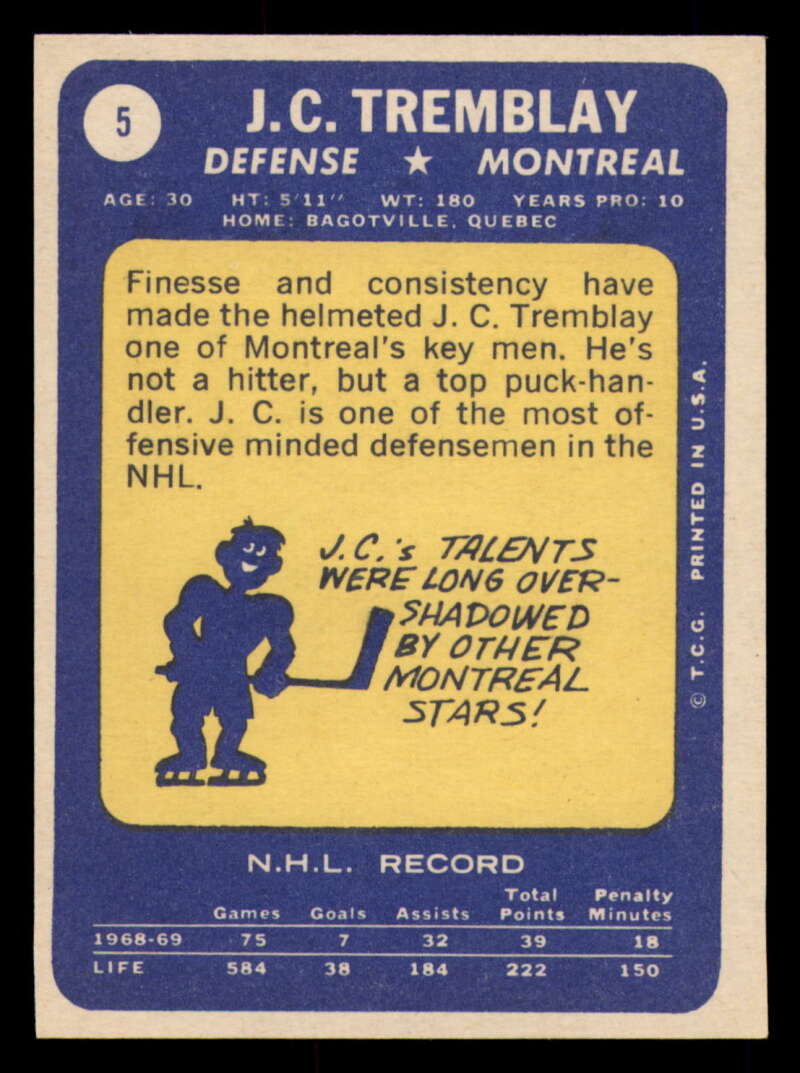 5
J.C. TREMBLAY
DEFENSE ★ MONTREAL
AGE: 30 HT: 5'11" WT: 180 YEARS PRO: 10
HOME: BAGOTVILLE, QUEBEC
Finesse and consistency have
made the helmeted J. C. Tremblay
one of Montreal's key men. He's
not a hitter, but a top puck-han-
dler. J. C. is one of the most of-
fensive minded defensemen in the
NHL.
J.C.'s TALENTS
WERE LONG OVER-
SHADOWED
BY OTHER
MONTREAL
STARS!
© T.C.G. PRINTED IN U.S.A.
N.H.L. RECORD
Total Penalty
Games Goals Assists Points Minutes
1968-69 75 7 32 39 18
LIFE 584 38 184 222 150